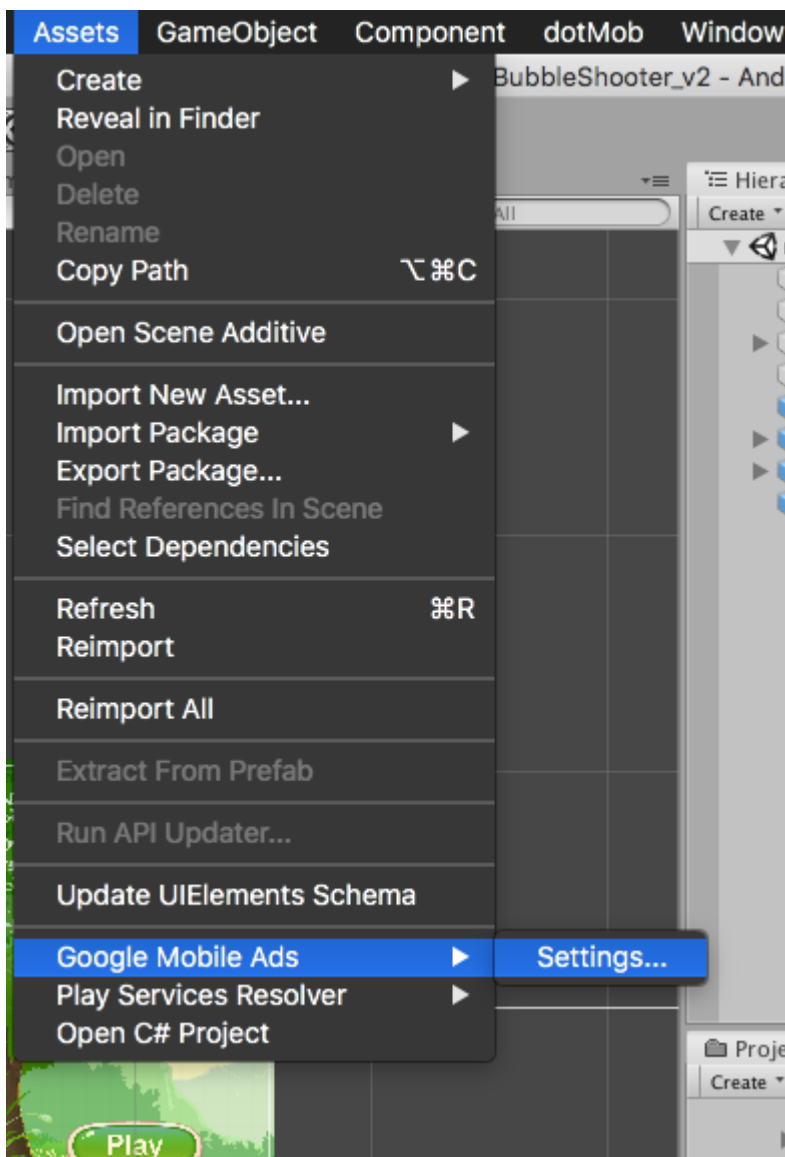 Assets GameObject Component dotMob Window
BubbleShooter_v2 - And
Create
Reveal in Finder
Open
Delete
Rename
Copy Path ⌥⌘C
Open Scene Additive
Import New Asset...
Import Package
Export Package...
Find References In Scene
Select Dependencies
Refresh ⌘R
Reimport
Reimport All
Extract From Prefab
Run API Updater...
Update UIElements Schema
Google Mobile Ads
Settings...
Play Services Resolver
Open C# Project
All
Hiera
Create
Proje
Create
Play